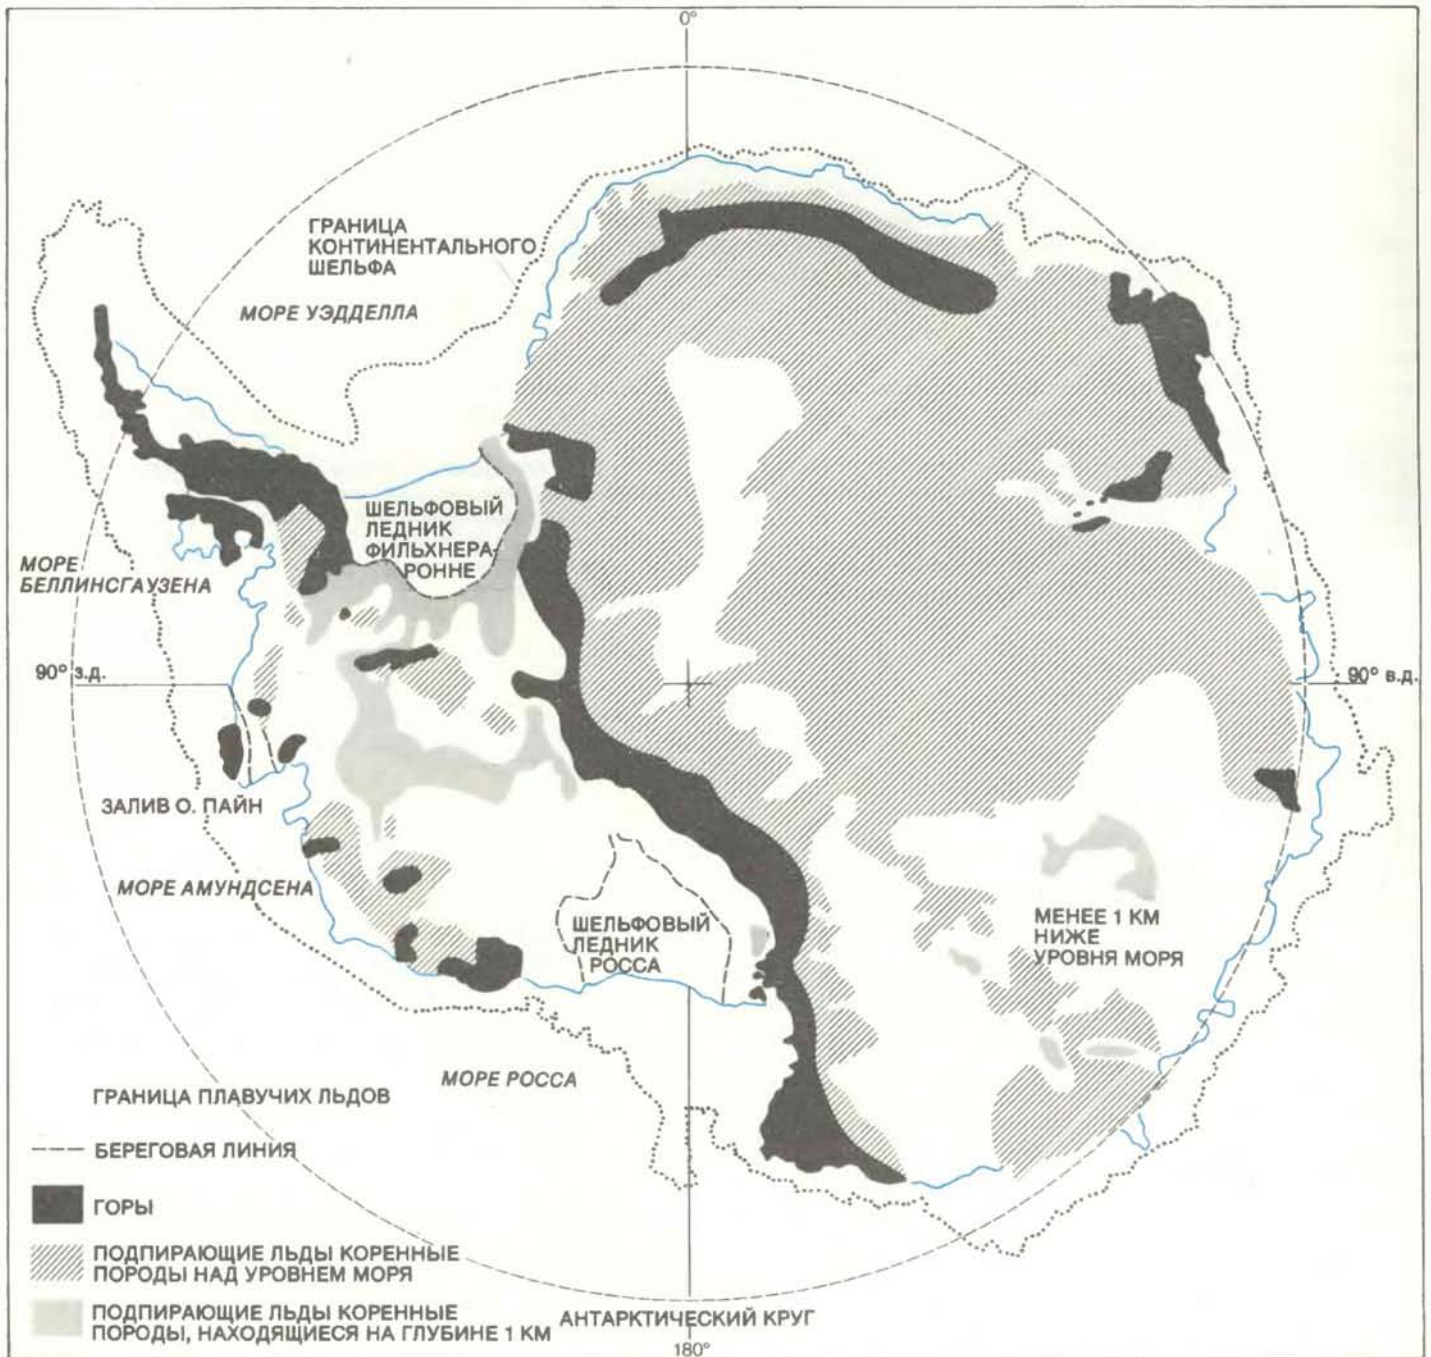 0°
ГРАНИЦА
КОНТИНЕНТАЛЬНОГО
ШЕЛЬФА
МОРЕ УЭДДЕЛЛА
ШЕЛЬФОВЫЙ
ЛЕДНИК
ФИЛЬХНЕРА-
РОННЕ
МОРЕ
БЕЛЛИНСГАУЗЕНА
90° з.д.
90° в.д.
ЗАЛИВ О. ПАЙН
МОРЕ АМУНДСЕНА
ШЕЛЬФОВЫЙ
ЛЕДНИК
РОССА
МЕНЕЕ 1 КМ
НИЖЕ
УРОВНЯ МОРЯ
МОРЕ РОССА
ГРАНИЦА ПЛАВУЧИХ ЛЬДОВ
БЕРЕГОВАЯ ЛИНИЯ
ГОРЫ
ПОДПИРАЮЩИЕ ЛЬДЫ КОРЕННЫЕ
ПОРОДЫ НАД УРОВНЕМ МОРЯ
ПОДПИРАЮЩИЕ ЛЬДЫ КОРЕННЫЕ
ПОРОДЫ, НАХОДЯЩИЕСЯ НА ГЛУБИНЕ 1 КМ
АНТАРКТИЧЕСКИЙ КРУГ
180°